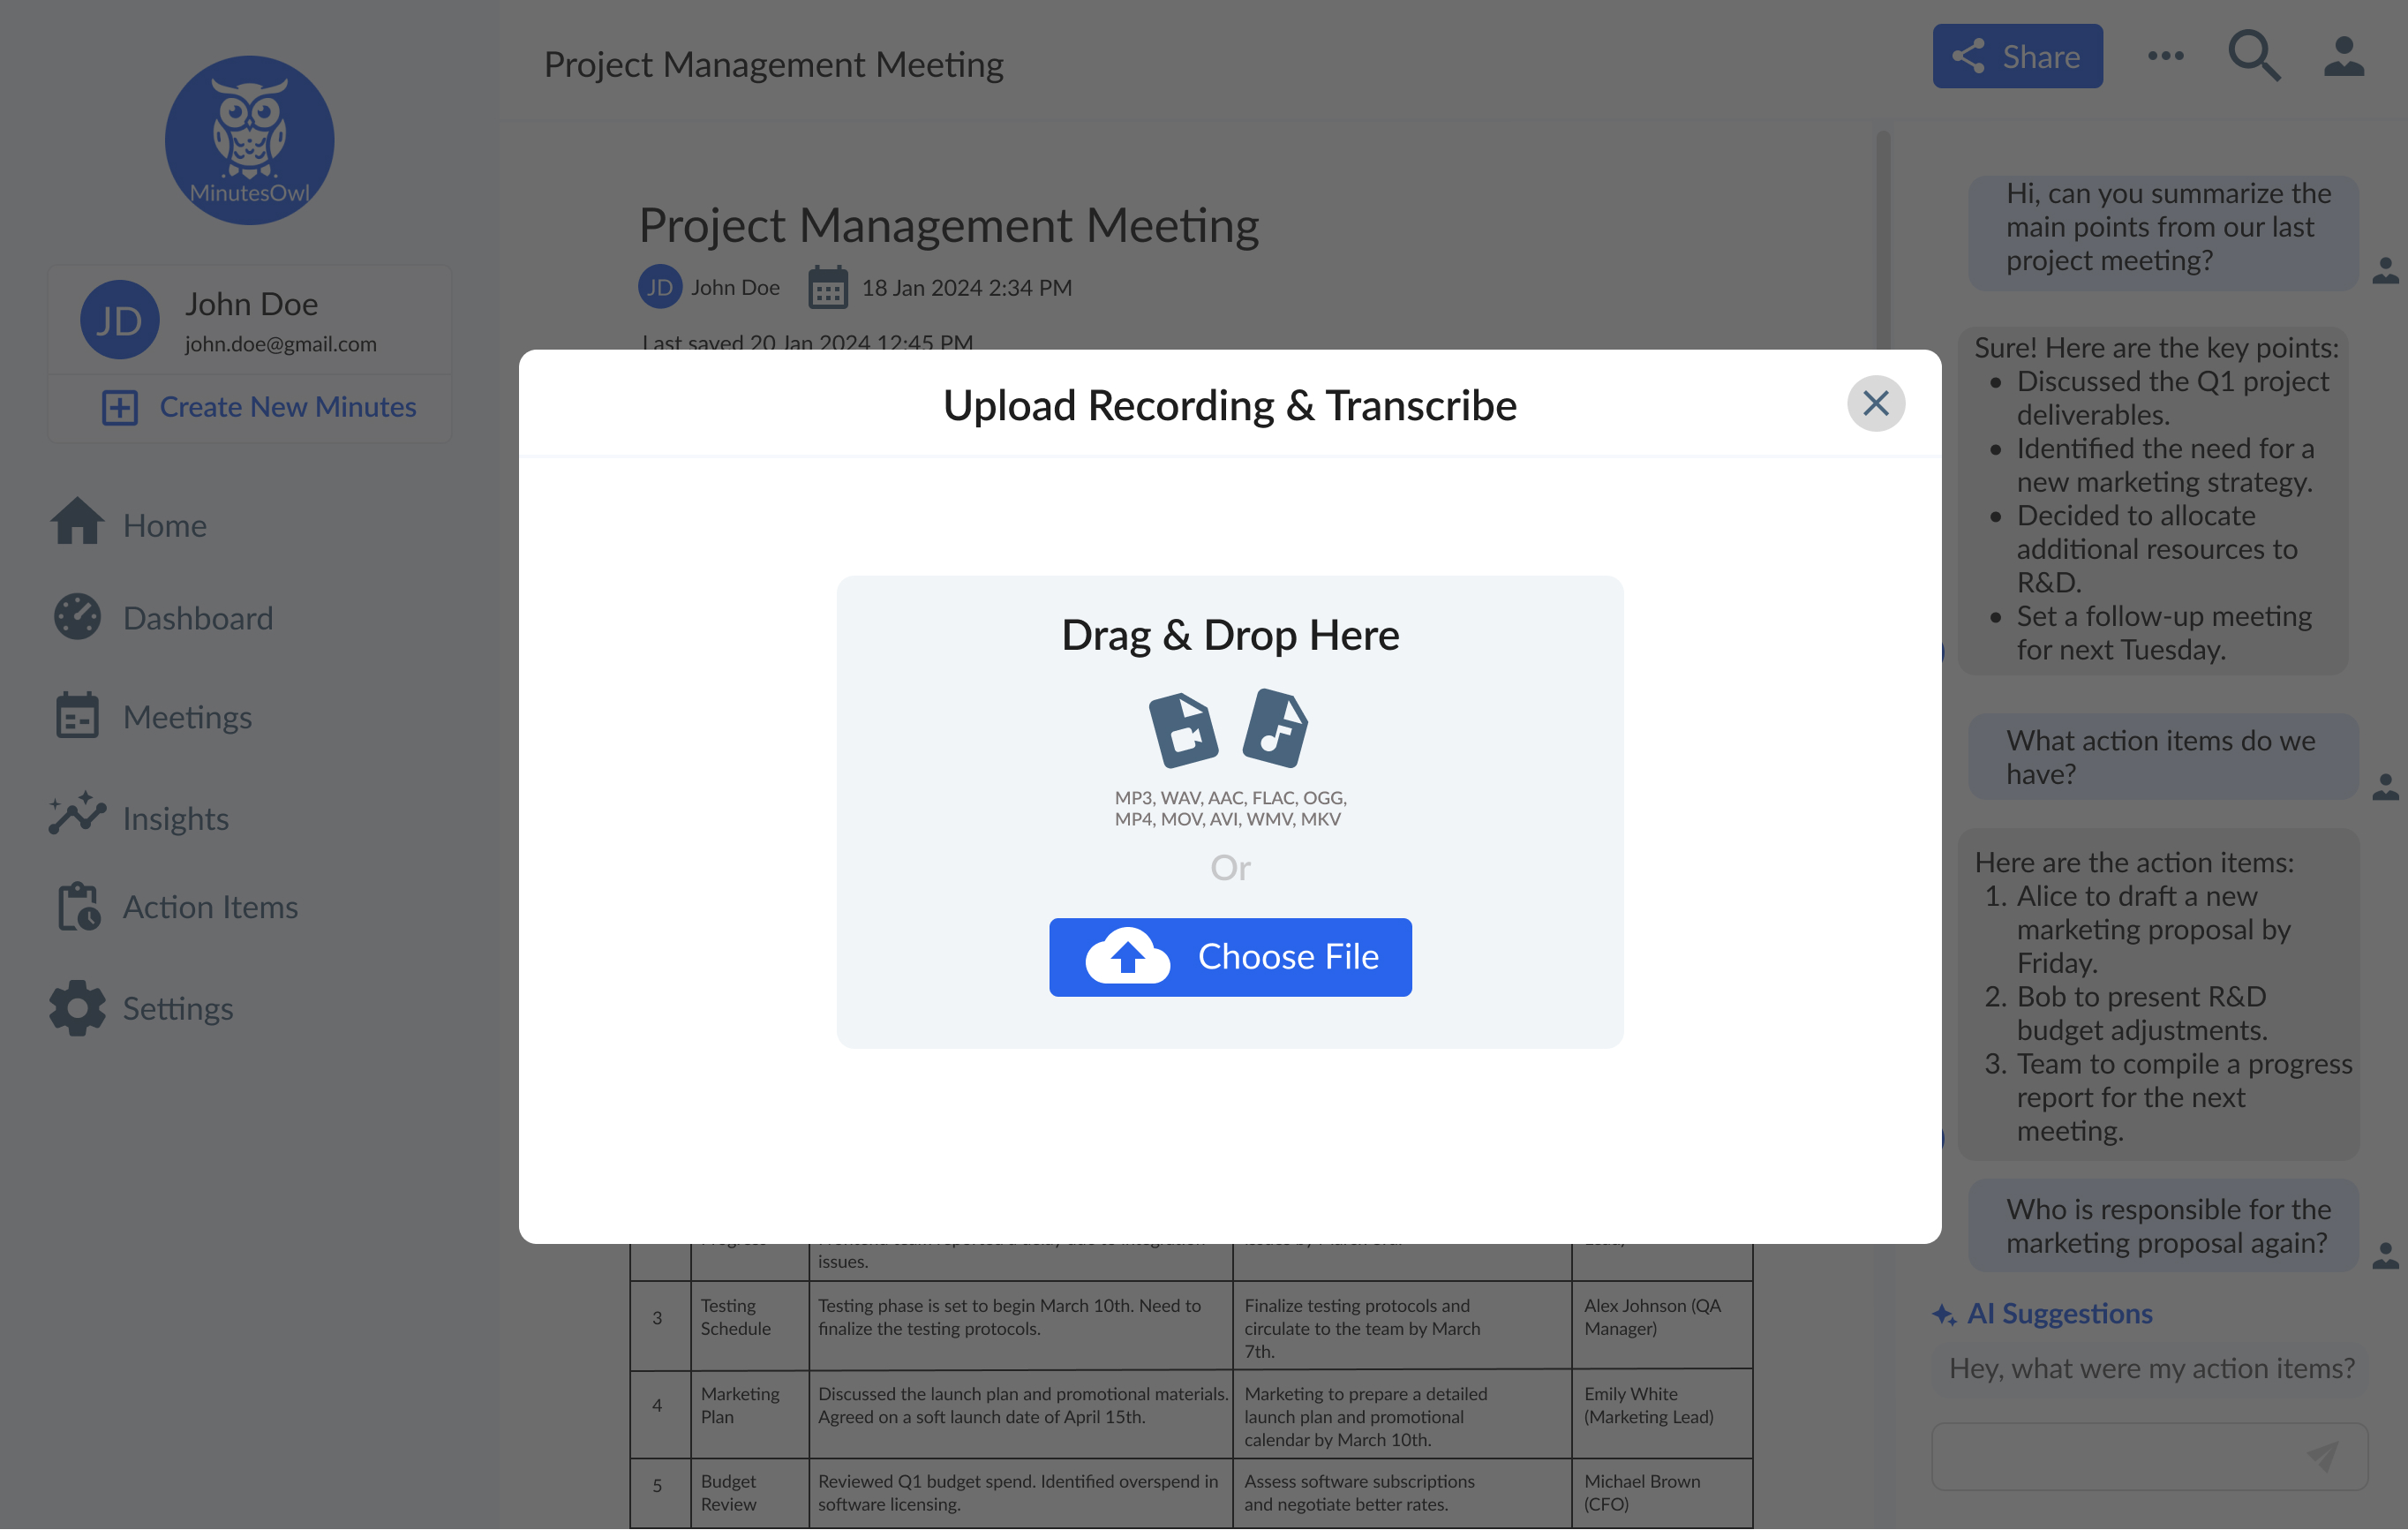 MinutesOwl
JD
John Doe
john.doe@gmail.com
Create New Minutes
Home
Dashboard
Meetings
Insights
Action Items
Settings
Project Management Meeting
Share
Project Management Meeting
JD John Doe 18 Jan 2024 2:34 PM
Last saved 20 Jan 2024 12:45 PM
Upload Recording & Transcribe
Drag & Drop Here
MP3, WAV, AAC, FLAC, OGG,
MP4, MOV, AVI, WMV, MKV
Or
Choose File
issues.
3
Testing
Schedule
Testing phase is set to begin March 10th. Need to
finalize the testing protocols.
Finalize testing protocols and
circulate to the team by March
7th.
Alex Johnson (QA
Manager)
4
Marketing
Plan
Discussed the launch plan and promotional materials.
Agreed on a soft launch date of April 15th.
Marketing to prepare a detailed
launch plan and promotional
calendar by March 10th.
Emily White
(Marketing Lead)
5
Budget
Review
Reviewed Q1 budget spend. Identified overspend in
software licensing.
Assess software subscriptions
and negotiate better rates.
Michael Brown
(CFO)
Hi, can you summarize the
main points from our last
project meeting?
Sure! Here are the key points:
• Discussed the Q1 project
deliverables.
• Identified the need for a
new marketing strategy.
• Decided to allocate
additional resources to
R&D.
• Set a follow-up meeting
for next Tuesday.
What action items do we
have?
Here are the action items:
1. Alice to draft a new
marketing proposal by
Friday.
2. Bob to present R&D
budget adjustments.
3. Team to compile a progress
report for the next
meeting.
Who is responsible for the
marketing proposal again?
AI Suggestions
Hey, what were my action items?